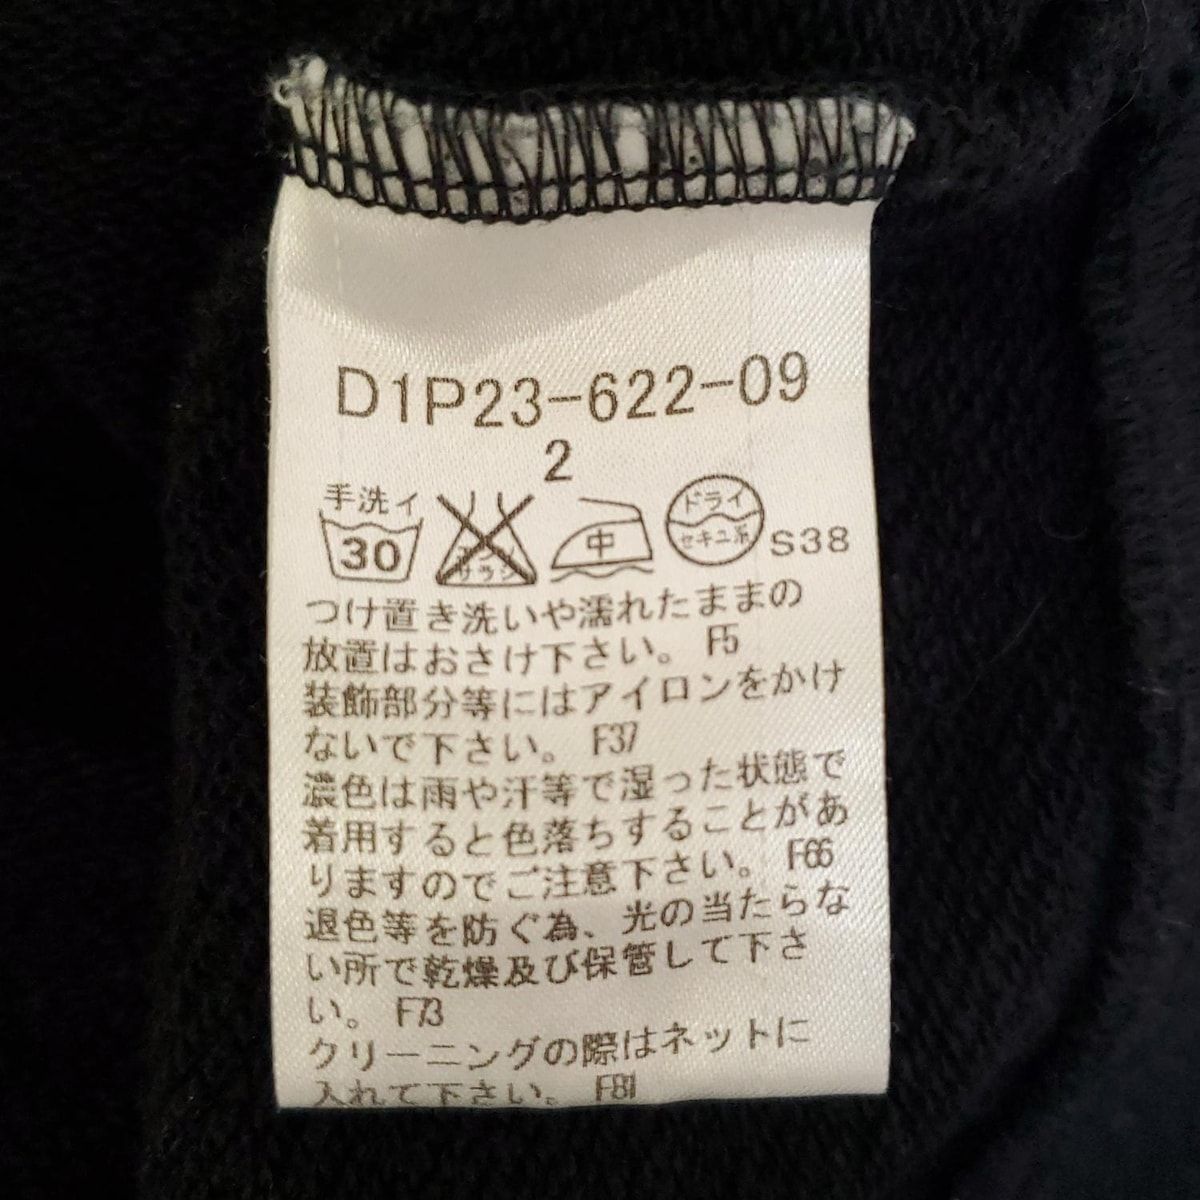 D1P23-622-09
2
手洗イ
30
エンソ
サラシ
中
ドライ
セキユ系
S38
つけ置き洗いや濡れたままの
放置はおさけ下さい。 F5
装飾部分等にはアイロンをかけ
ないで下さい。 F37
濃色は雨や汗等で湿った状態で
着用すると色落ちすることがあ
りますのでご注意下さい。 F66
退色等を防ぐ為、光の当たらな
い所で乾燥及び保管して下さ
い。 F73
クリーニングの際はネットに
入れて下さい。 F81